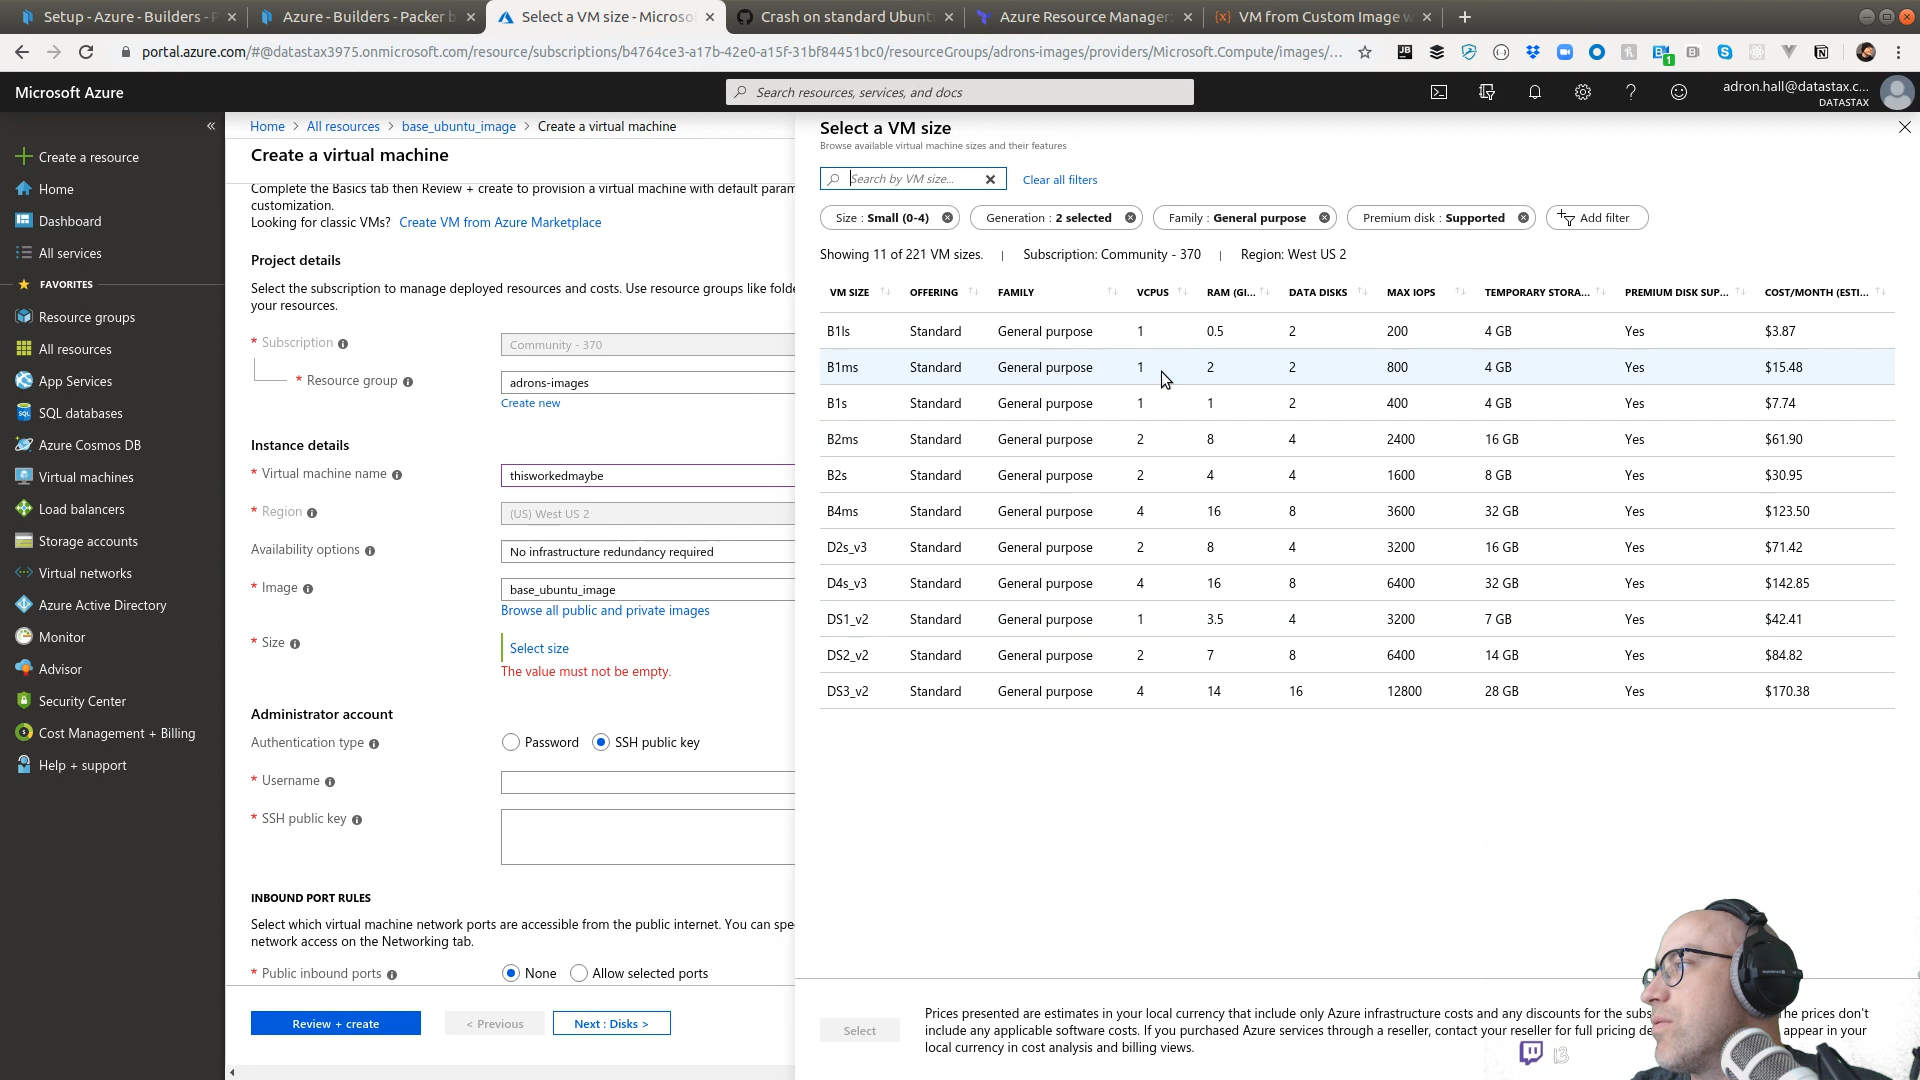 Setup - Azure - Builders - P
Azure - Builders - Packer b
Select a VM size - Microsof
Crash on standard Ubunt
Azure Resource Manager:
VM from Custom Image w
portal.azure.com/#@datastax3975.onmicrosoft.com/resource/subscriptions/b4764ce3-a17b-42e0-a15f-31bf84451bc0/resourceGroups/adrons-images/providers/Microsoft.Compute/images/...
Microsoft Azure
Search resources, services, and docs
adron.hall@datastax.c...
DATASTAX
Create a resource
Home
Dashboard
All services
FAVORITES
Resource groups
All resources
App Services
SQL databases
Azure Cosmos DB
Virtual machines
Load balancers
Storage accounts
Virtual networks
Azure Active Directory
Monitor
Advisor
Security Center
Cost Management + Billing
Help + support
Home > All resources > base_ubuntu_image > Create a virtual machine
Create a virtual machine
Complete the Basics tab then Review + create to provision a virtual machine with default param
customization.
Looking for classic VMs? Create VM from Azure Marketplace
Project details
Select the subscription to manage deployed resources and costs. Use resource groups like folde
your resources.
* Subscription
Community - 370
* Resource group
adrons-images
Create new
Instance details
* Virtual machine name
thisworkedmaybe
* Region
(US) West US 2
Availability options
No infrastructure redundancy required
* Image
base_ubuntu_image
Browse all public and private images
* Size
Select size
The value must not be empty.
Administrator account
Authentication type
Password
SSH public key
* Username
* SSH public key
INBOUND PORT RULES
Select which virtual machine network ports are accessible from the public internet. You can spe
network access on the Networking tab.
* Public inbound ports
None
Allow selected ports
Review + create
< Previous
Next : Disks >
Select a VM size
Browse available virtual machine sizes and their features
Search by VM size...
Clear all filters
Size : Small (0-4)
Generation : 2 selected
Family : General purpose
Premium disk : Supported
Add filter
Showing 11 of 221 VM sizes. | Subscription: Community - 370 | Region: West US 2
VM SIZE OFFERING FAMILY VCPUS RAM (GI... DATA DISKS MAX IOPS TEMPORARY STORA... PREMIUM DISK SUP... COST/MONTH (ESTI...
B1ls Standard General purpose 1 0.5 2 200 4 GB Yes $3.87
B1ms Standard General purpose 1 2 2 800 4 GB Yes $15.48
B1s Standard General purpose 1 1 2 400 4 GB Yes $7.74
B2ms Standard General purpose 2 8 4 2400 16 GB Yes $61.90
B2s Standard General purpose 2 4 4 1600 8 GB Yes $30.95
B4ms Standard General purpose 4 16 8 3600 32 GB Yes $123.50
D2s_v3 Standard General purpose 2 8 4 3200 16 GB Yes $71.42
D4s_v3 Standard General purpose 4 16 8 6400 32 GB Yes $142.85
DS1_v2 Standard General purpose 1 3.5 4 3200 7 GB Yes $42.41
DS2_v2 Standard General purpose 2 7 8 6400 14 GB Yes $84.82
DS3_v2 Standard General purpose 4 14 16 12800 28 GB Yes $170.38
Select
Prices presented are estimates in your local currency that include only Azure infrastructure costs and any discounts for the subs he prices don't
include any applicable software costs. If you purchased Azure services through a reseller, contact your reseller for full pricing de appear in your
local currency in cost analysis and billing views.